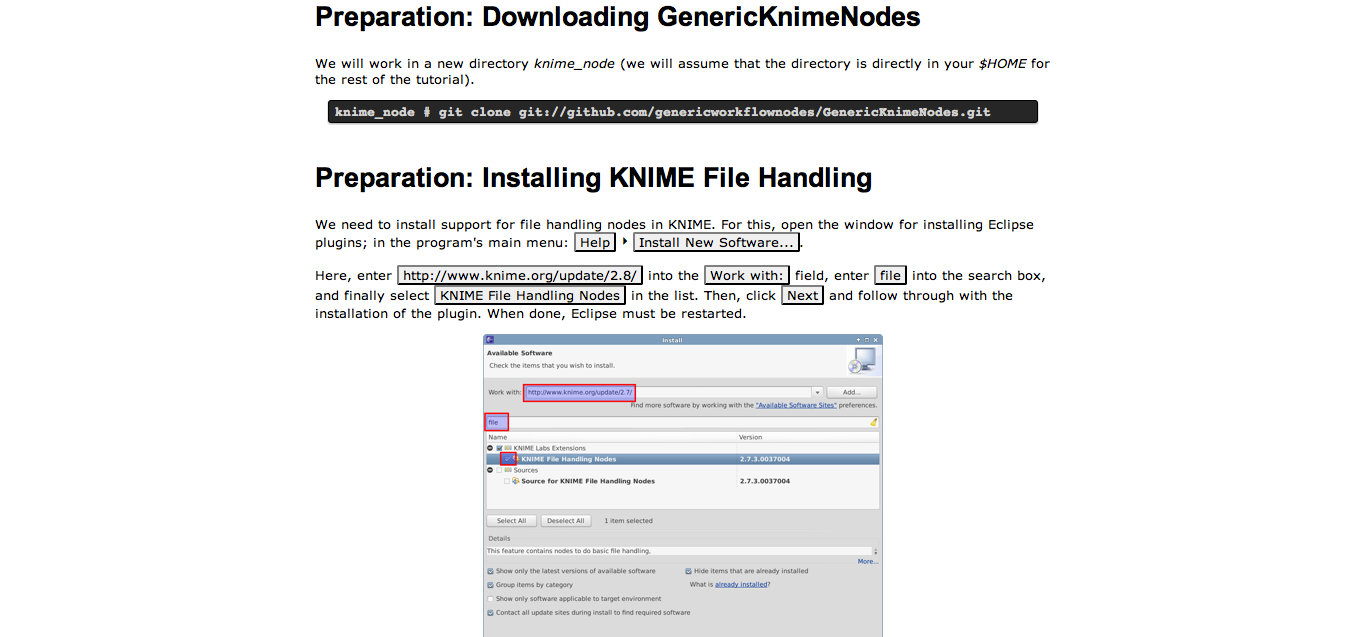 Preparation: Downloading GenericKnimeNodes
We will work in a new directory knime_node (we will assume that the directory is directly in your $HOME for
the rest of the tutorial).
knime_node # git clone git://github.com/genericworkflownodes/GenericKnimeNodes.git
Preparation: Installing KNIME File Handling
We need to install support for file handling nodes in KNIME. For this, open the window for installing Eclipse
plugins; in the program's main menu: Help ‣ Install New Software... .
Here, enter http://www.knime.org/update/2.8/ into the Work with: field, enter file into the search box,
and finally select KNIME File Handling Nodes in the list. Then, click Next and follow through with the
installation of the plugin. When done, Eclipse must be restarted.
Install
Available Software
Check the items that you wish to install.
Work with: http://www.knime.org/update/2.7/ Add...
Find more software by working with the "Available Software Sites" preferences.
file
Name Version
KNIME Labs Extensions
KNIME File Handling Nodes 2.7.3.0037004
Sources
Source for KNIME File Handling Nodes 2.7.3.0037004
Select All Deselect All 1 item selected
Details
This feature contains nodes to do basic file handling.
More...
Show only the latest versions of available software Hide items that are already installed
Group items by category What is already installed?
Show only software applicable to target environment
Contact all update sites during install to find required software